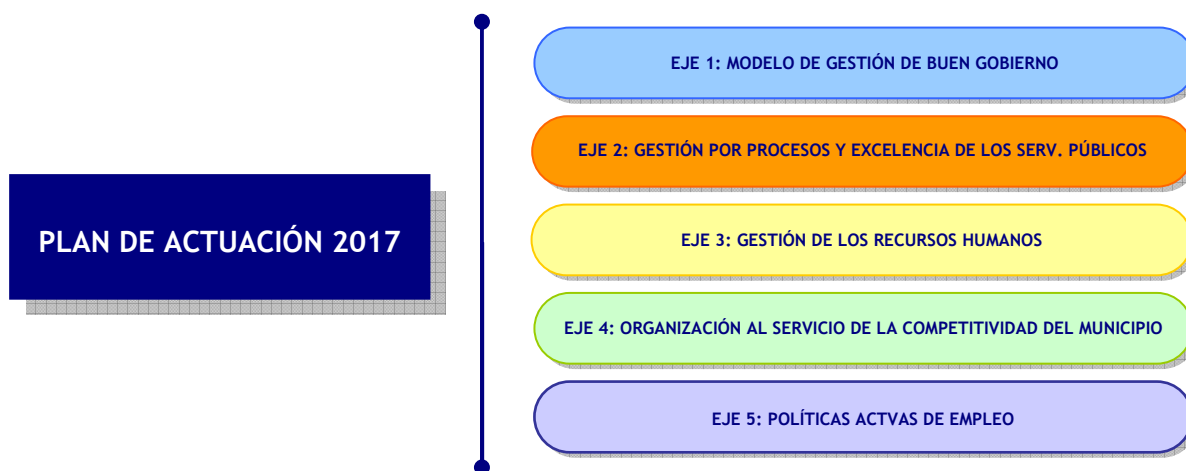 PLAN DE ACTUACIÓN 2017
EJE 1: MODELO DE GESTIÓN DE BUEN GOBIERNO
EJE 2: GESTIÓN POR PROCESOS Y EXCELENCIA DE LOS SERV. PÚBLICOS
EJE 3: GESTIÓN DE LOS RECURSOS HUMANOS
EJE 4: ORGANIZACIÓN AL SERVICIO DE LA COMPETITIVIDAD DEL MUNICIPIO
EJE 5: POLÍTICAS ACTVAS DE EMPLEO